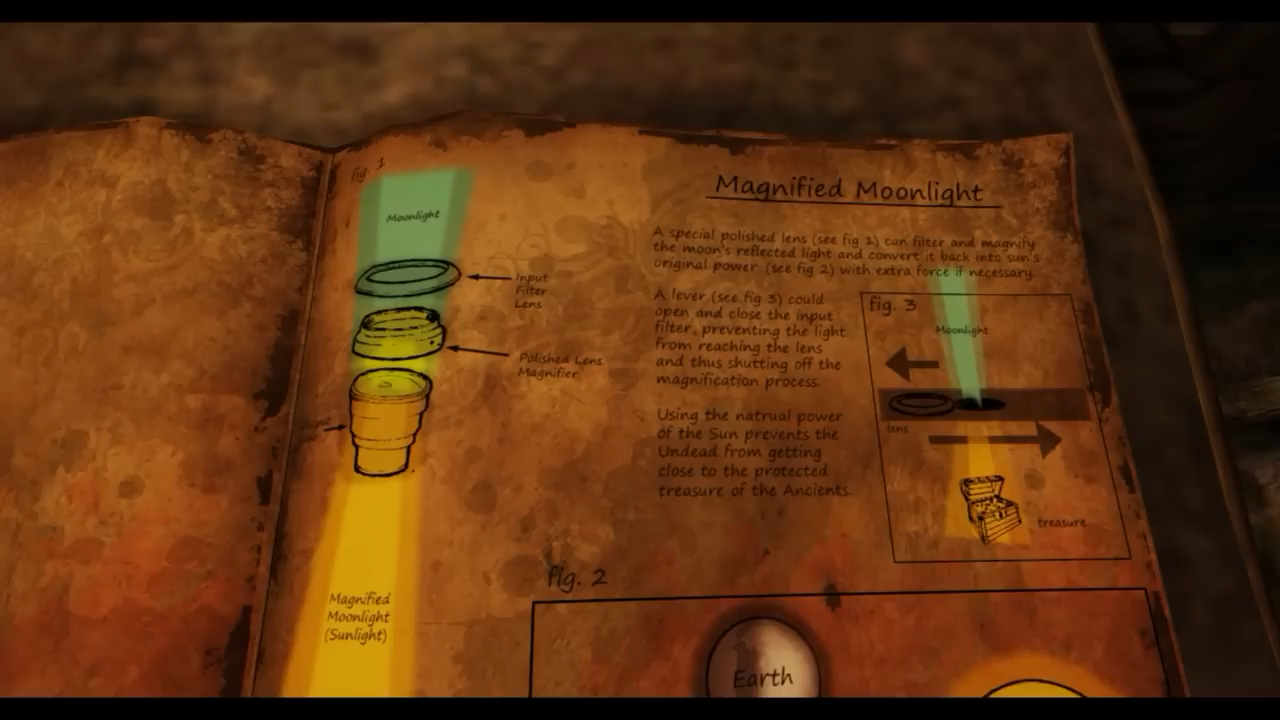 fig. 1
Moonlight
Input
Filter
Lens
Polished Lens
Magnifier
Magnified
Moonlight
(Sunlight)
Magnified Moonlight
A special polished lens (see fig 1) can filter and magnify
the moon's reflected light and convert it back into sun's
original power (see fig 2) with extra force if necessary.
A lever (see fig 3) could
open and close the input
filter, preventing the light
from reaching the lens
and thus shutting off the
magnification process.
Using the natrual power
of the Sun prevents the
Undead from getting
close to the protected
treasure of the Ancients.
fig. 3
Moonlight
lens
treasure
fig. 2
Earth